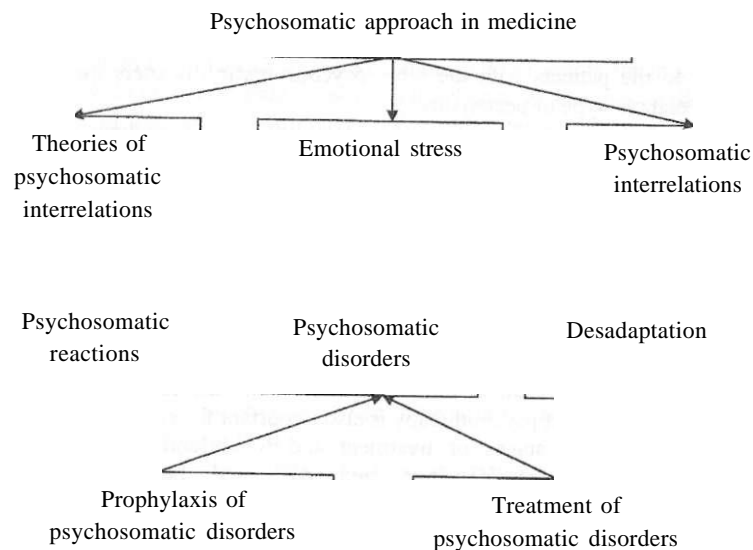 Psychosomatic approach in medicine
Theories of
psychosomatic
interrelations
Emotional stress
Psychosomatic
interrelations
Psychosomatic
reactions
Psychosomatic
disorders
Desadaptation
Prophylaxis of
psychosomatic disorders
Treatment of
psychosomatic disorders